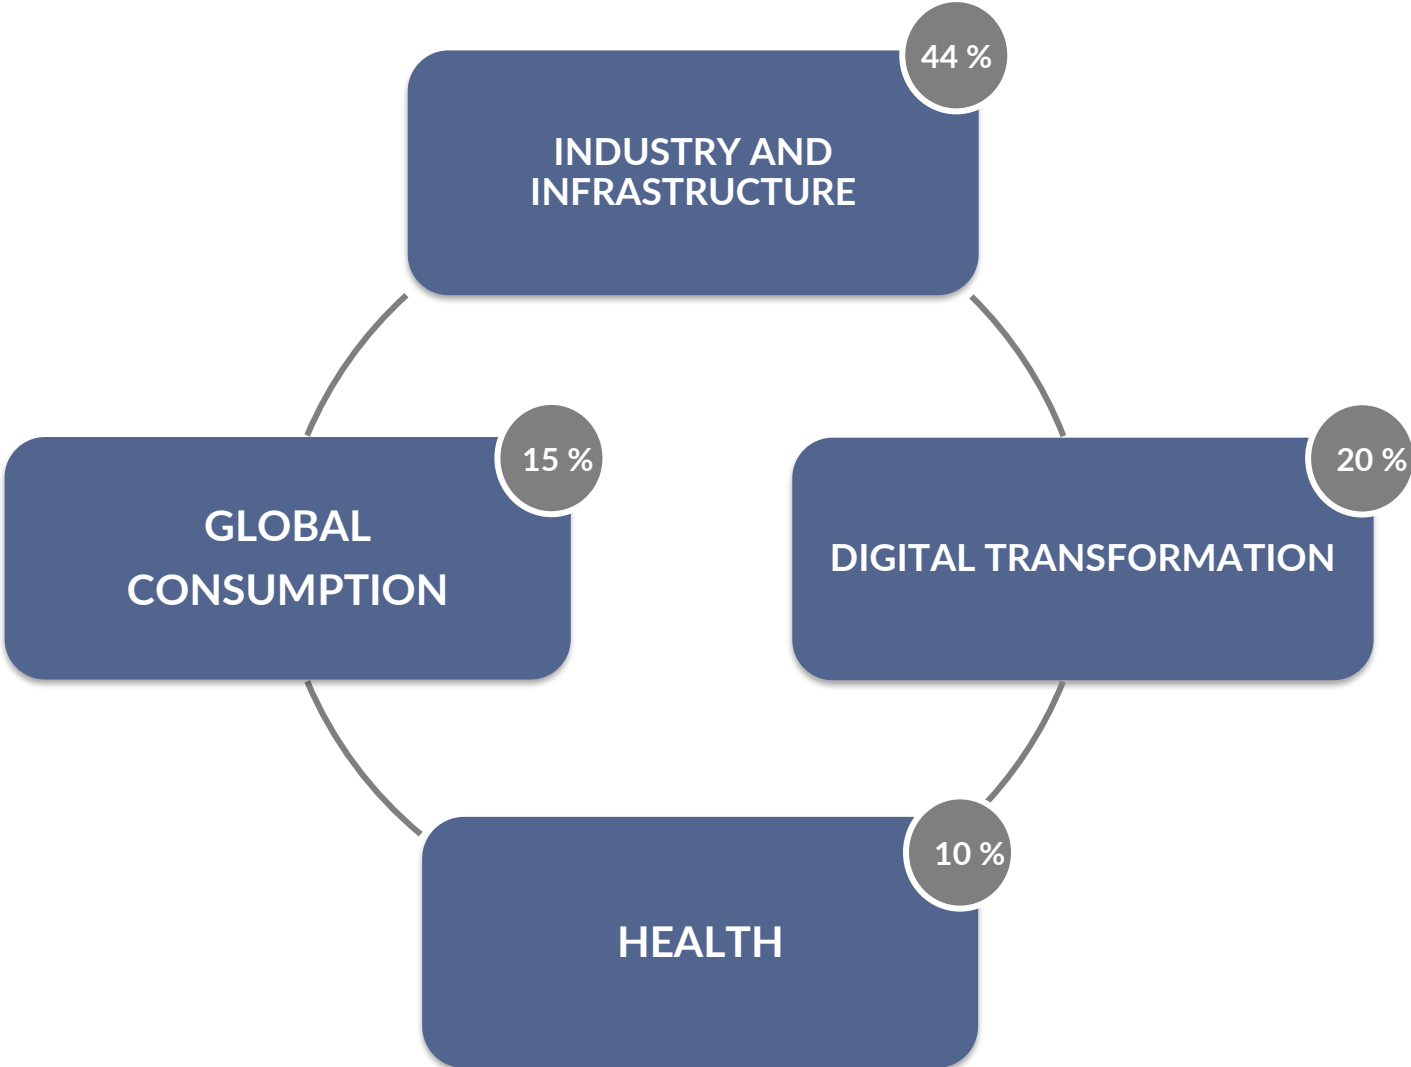 44 %
INDUSTRY AND
INFRASTRUCTURE
15 %
GLOBAL
CONSUMPTION
20 %
DIGITAL TRANSFORMATION
10 %
HEALTH